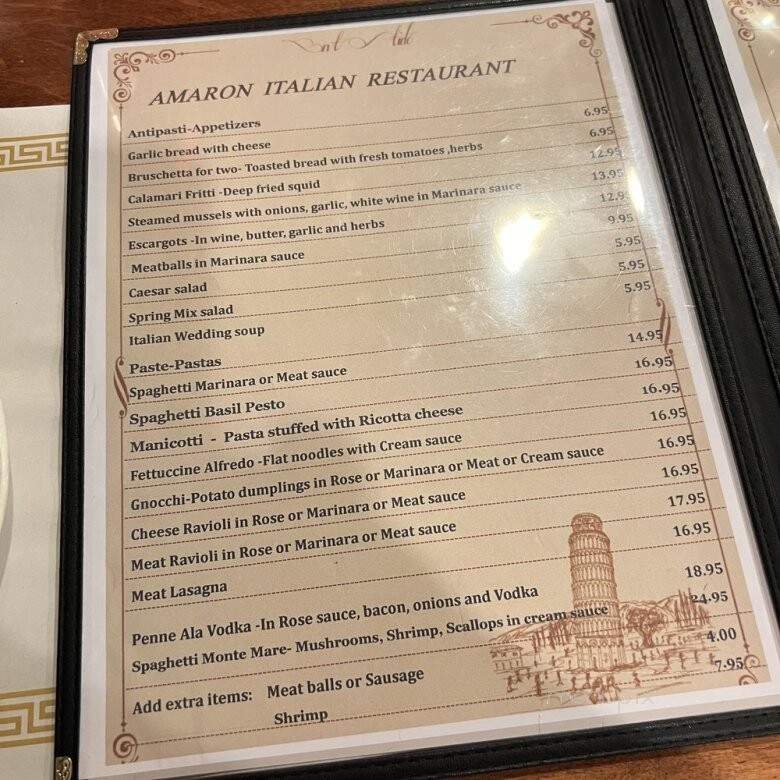 AMARON ITALIAN RESTAURANT
Antipasti-Appetizers
Garlic bread with cheese 6.95
Bruschetta for two- Toasted bread with fresh tomatoes ,herbs 6.95
Calamari Fritti -Deep fried squid 12.95
Steamed mussels with onions, garlic, white wine in Marinara sauce 13.95
Escargots -In wine, butter, garlic and herbs 12.95
Meatballs in Marinara sauce 9.95
Caesar salad 5.95
Spring Mix salad 5.95
Italian Wedding soup 5.95
Paste-Pastas
Spaghetti Marinara or Meat sauce 14.95
Spaghetti Basil Pesto 16.95
Manicotti - Pasta stuffed with Ricotta cheese 16.95
Fettuccine Alfredo -Flat noodles with Cream sauce 16.95
Gnocchi-Potato dumplings in Rose or Marinara or Meat or Cream sauce 16.95
Cheese Ravioli in Rose or Marinara or Meat sauce 16.95
Meat Ravioli in Rose or Marinara or Meat sauce 17.95
Meat Lasagna 16.95
Penne Ala Vodka -In Rose sauce, bacon, onions and Vodka 18.95
Spaghetti Monte Mare- Mushrooms, Shrimp, Scallops in cream sauce 24.95
Add extra items: Meat balls or Sausage 4.00
Shrimp 7.95